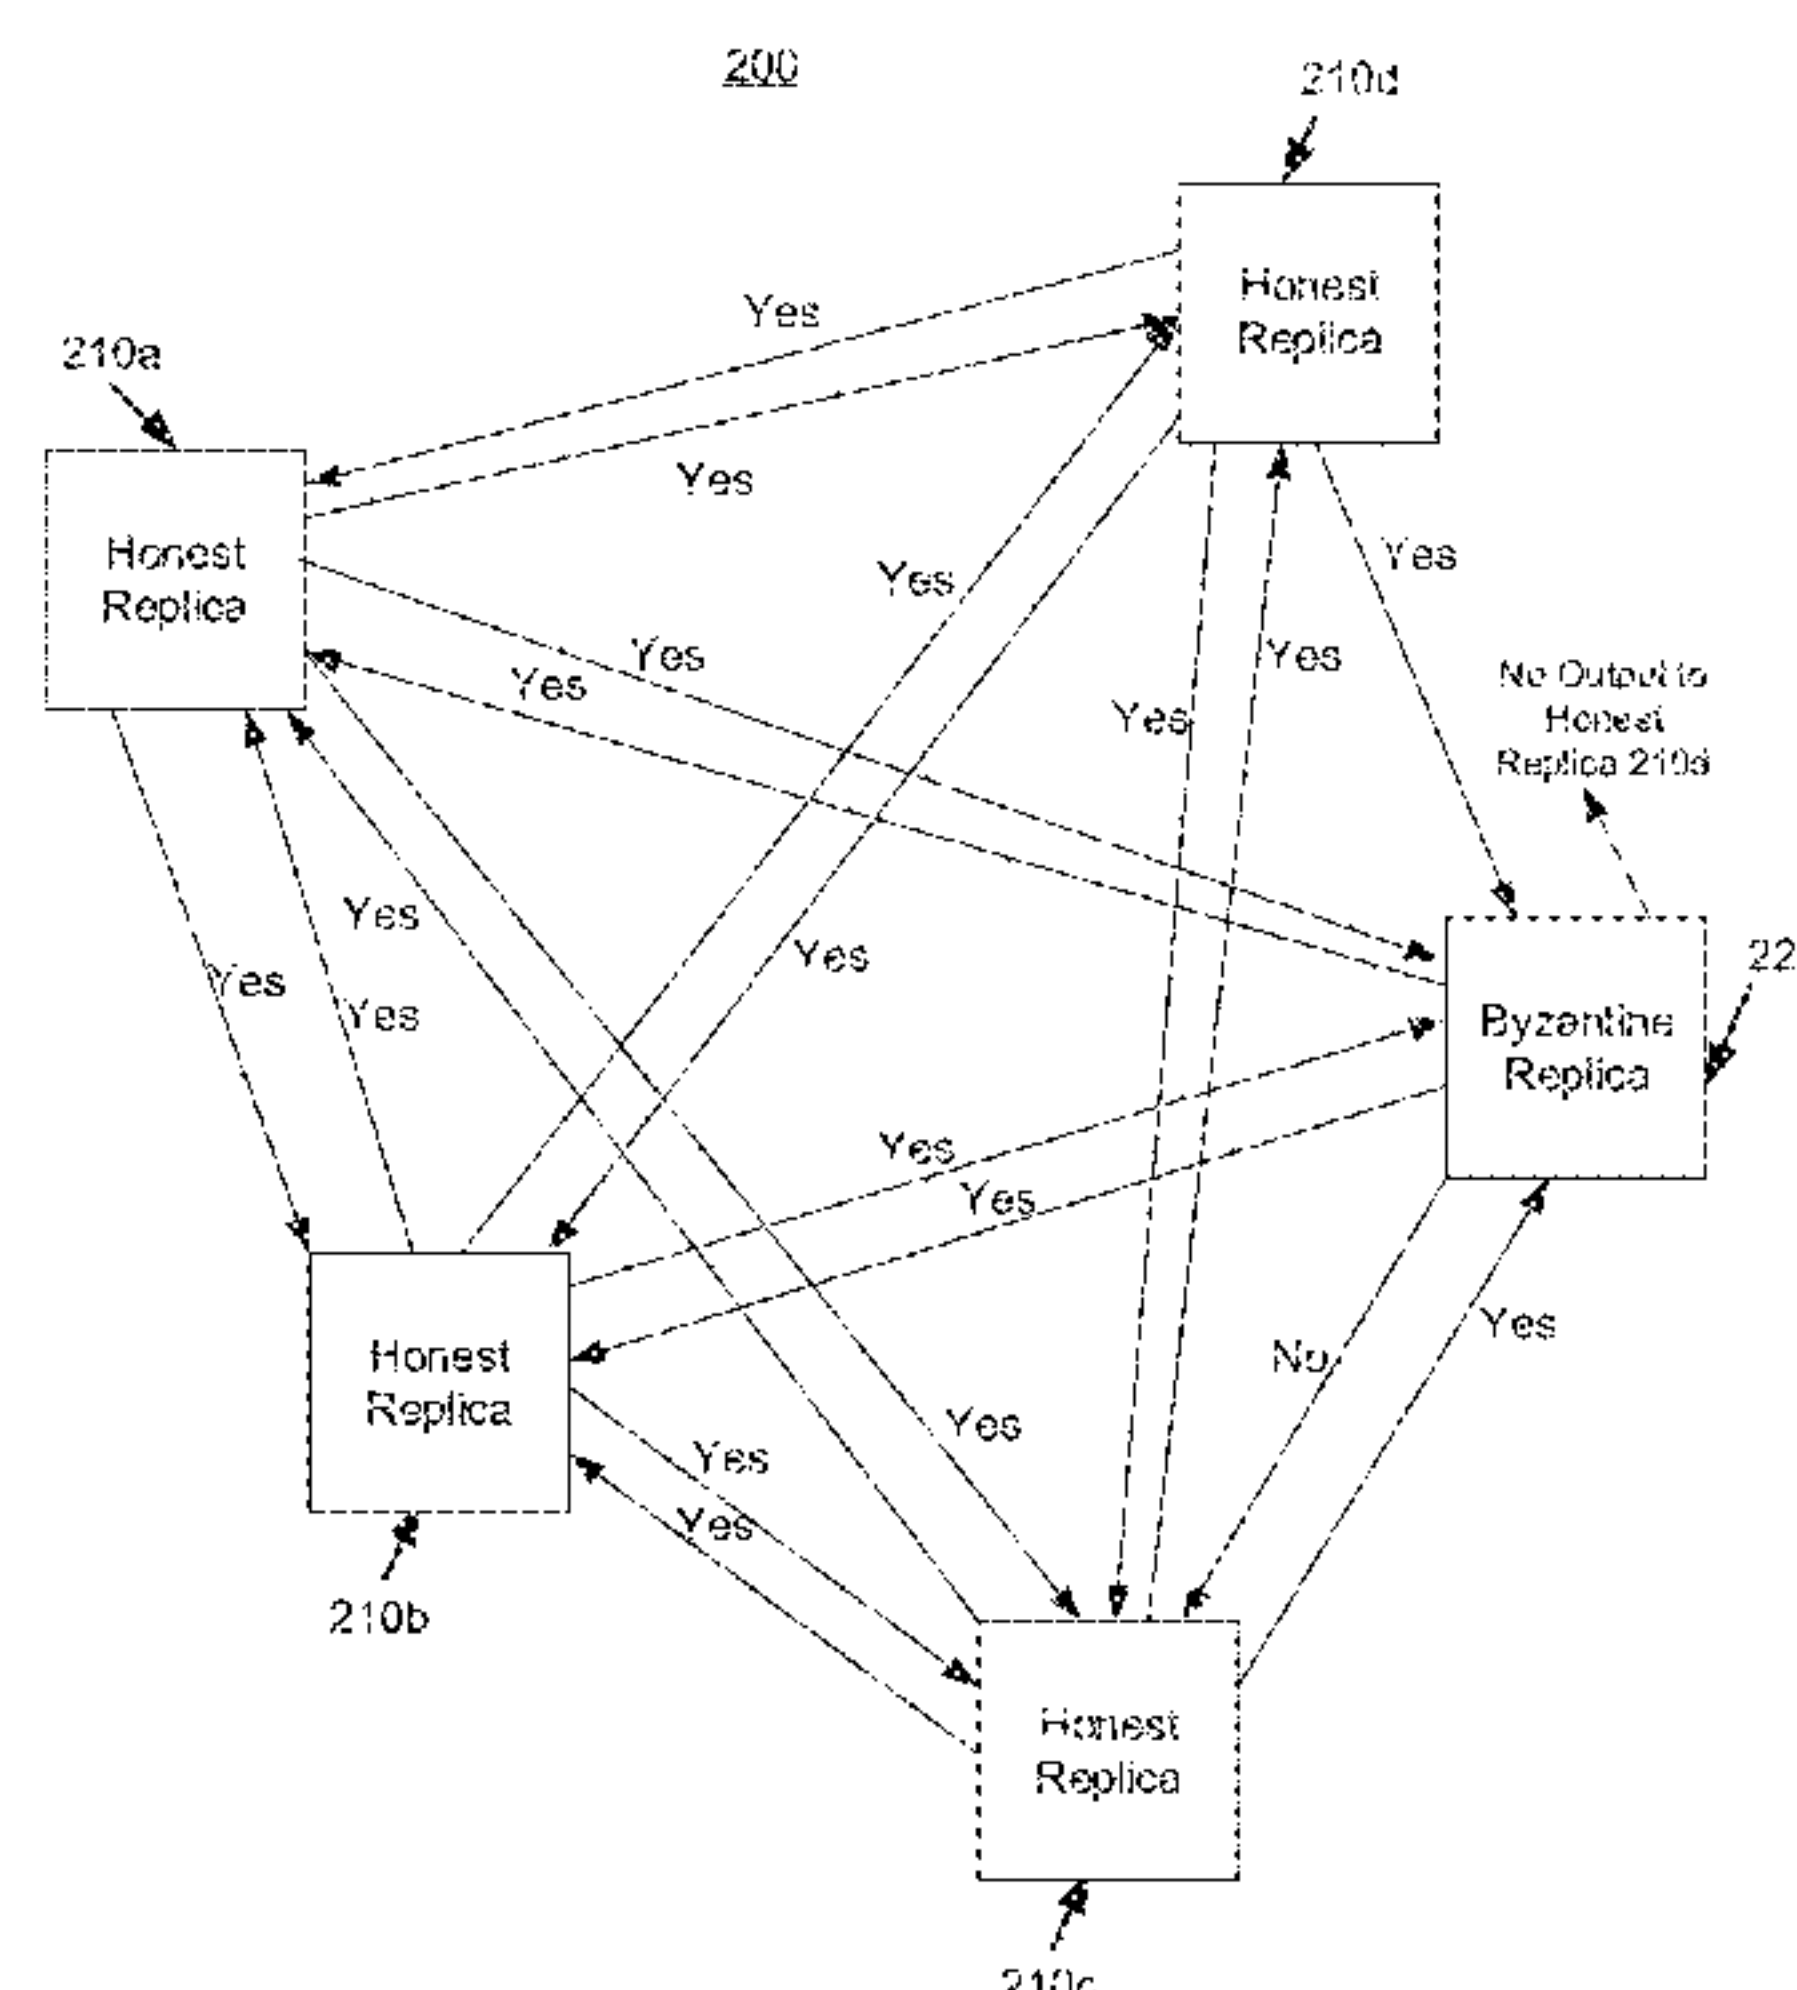 200
210d
Honest
Replica
Yes
210a
Yes
Honest
Replica
Yes
Yes
Yes
Yes
Yes
Yes
No Output to
Honest
Replica
Yes
Yes
Yes
Yes
22
Byzantine
Replica
Yes
Yes
Yes
Honest
Replica
No
Yes
Yes
Yes
Yes
210b
Honest
Replica